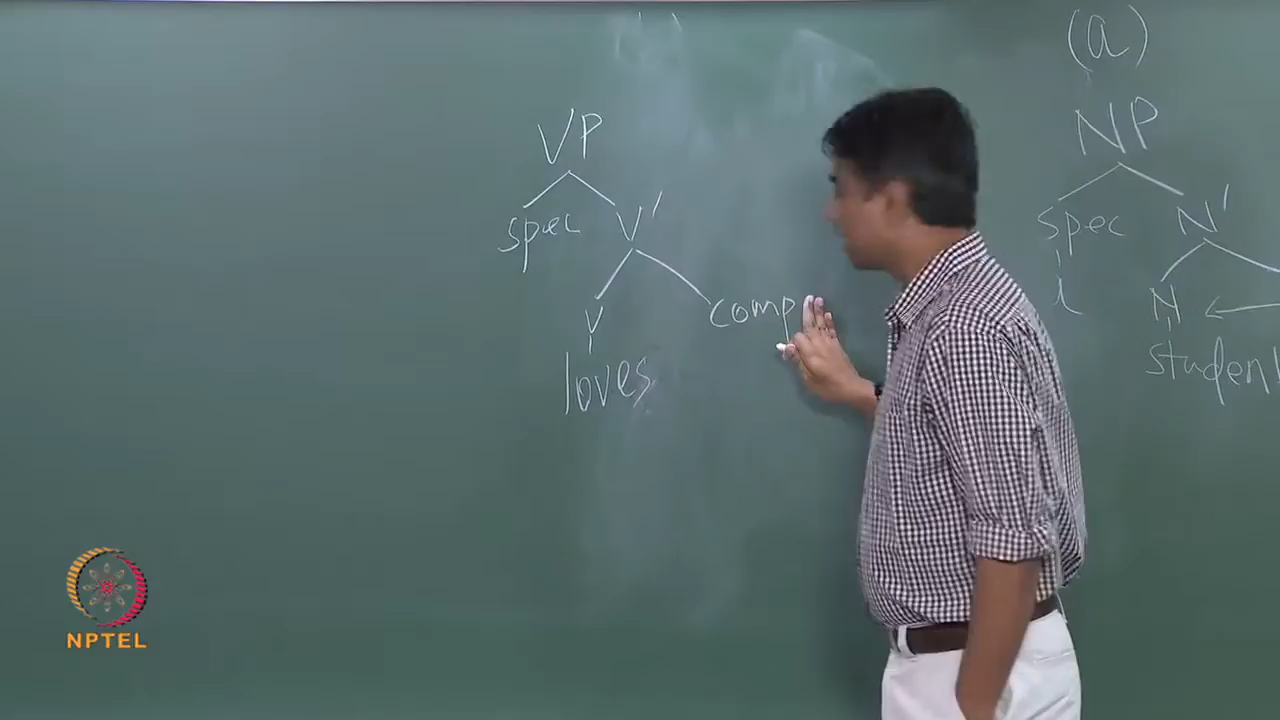 (a)
VP
NP
spec V'
spec N'
V comp
N
loves
student
NPTEL